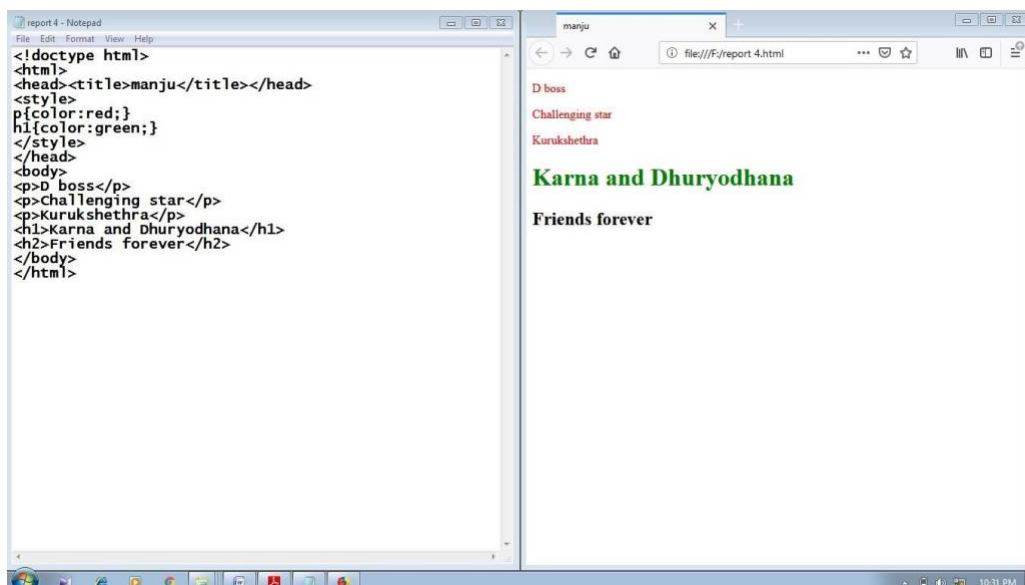 report 4 - Notepad
File Edit Format View Help
<!doctype html>
<html>
<head><title>manju</title></head>
<style>
p{color:red;}
h1{color:green;}
</style>
</head>
<body>
<p>D boss</p>
<p>Challenging star</p>
<p>Kurukshethra</p>
<h1>Karna and Dhuryodhana</h1>
<h2>Friends forever</h2>
</body>
</html>
manju
file:///F:/report 4.html
D boss
Challenging star
Kurukshethra
Karna and Dhuryodhana
Friends forever
10:31 PM